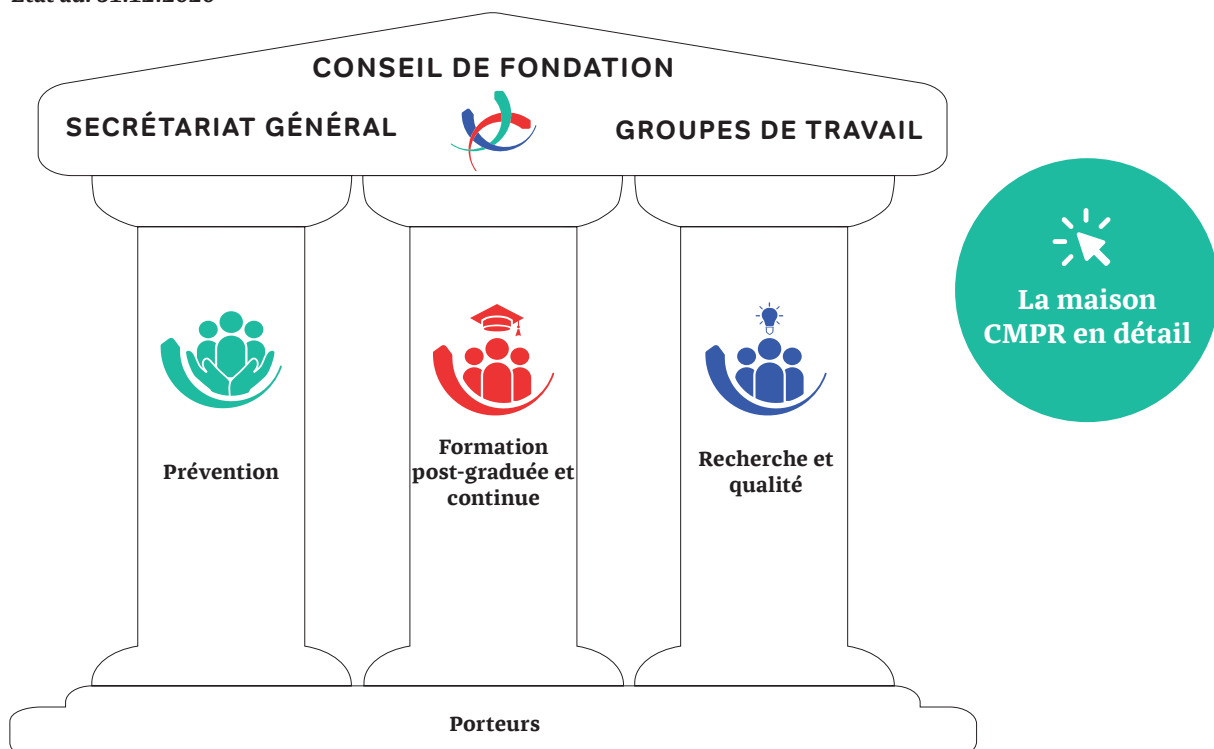 CONSEIL DE FONDATION
SECRÉTARIAT GÉNÉRAL
GROUPES DE TRAVAIL
La maison
CMPR en détail
Prévention
Formation
post-graduée et
continue
Recherche et
qualité
Porteurs